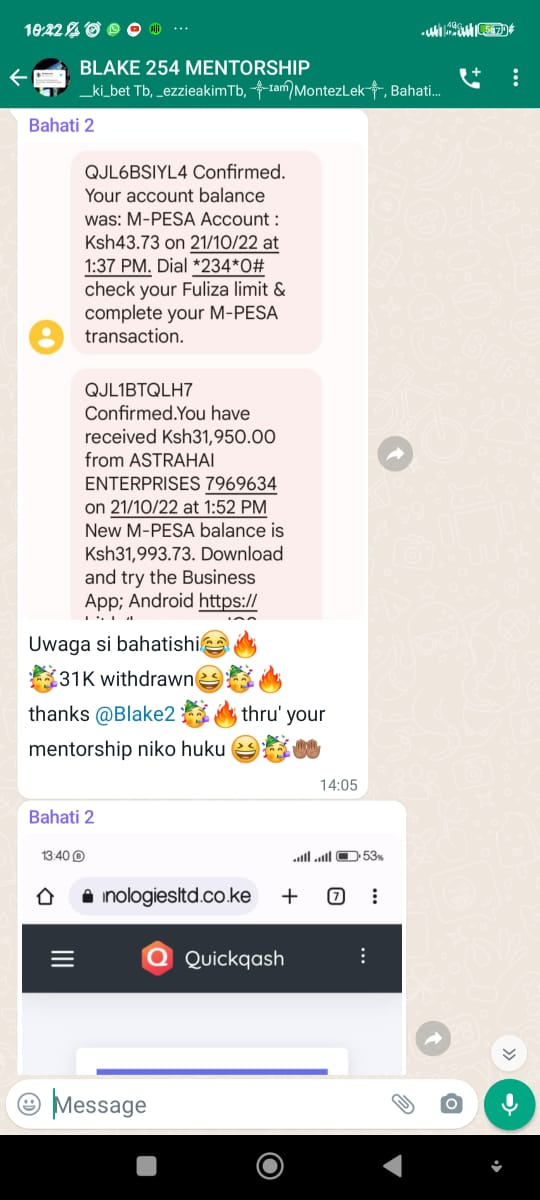 10:22
BLAKE 254 MENTORSHIP
__ki_bet Tb, _ezzieakimTb, ༒ᶦᵃᵐ༒MontezLek༒, Bahati...
Bahati 2
QJL6BSIYL4 Confirmed.
Your account balance
was: M-PESA Account :
Ksh43.73 on 21/10/22 at
1:37 PM. Dial *234*0#
check your Fuliza limit &
complete your M-PESA
transaction.
QJL1BTQLH7
Confirmed.You have
received Ksh31,950.00
from ASTRAHAI
ENTERPRISES 7969634
on 21/10/22 at 1:52 PM
New M-PESA balance is
Ksh31,993.73. Download
and try the Business
App; Android https://
Uwaga si bahatishi😂🔥
🥳31K withdrawn😆🥳🔥
thanks @Blake2 🥳🔥thru' your
mentorship niko huku 😆🥳🤲🏾
14:05
Bahati 2
13:40 53%
ınologiesltd.co.ke 7
Quickqash
Message